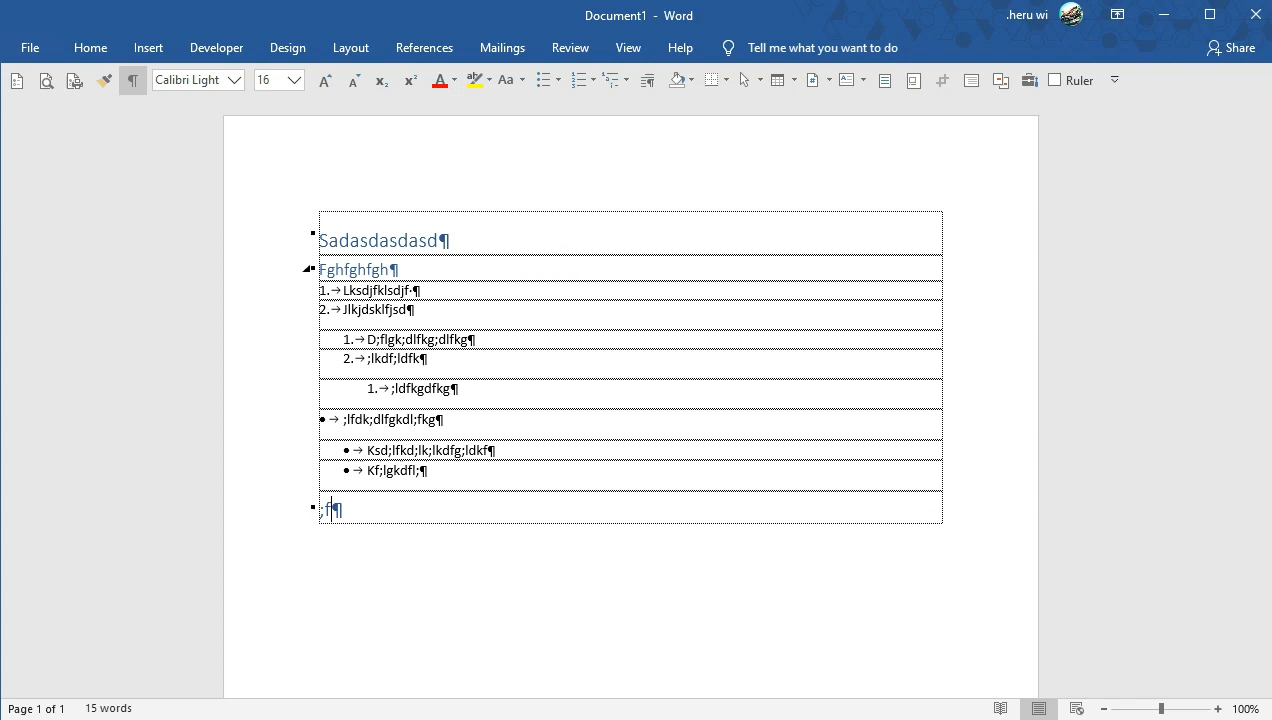 Document1 - Word
.heru wi
File Home Insert Developer Design Layout References Mailings Review View Help Tell me what you want to do Share
Calibri Light 16 Ruler
Sadasdasdasd¶
Fghfghfgh¶
1.→Lksdjfklsdjf·¶
2.→Jlkjdsklfjsd¶
1.→D;flgk;dlfkg;dlfkg¶
2.→;lkdf;ldfk¶
1.→;ldfkgdfkg¶
•→;lfdk;dlfgkdl;fkg¶
•→Ksd;lfkd;lk;lkdfg;ldkf¶
•→Kf;lgkdfl;¶
;f¶
Page 1 of 1 15 words 100%